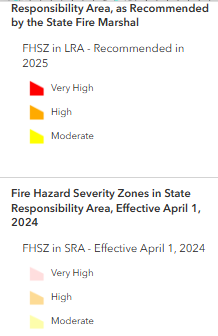 Responsibility Area, as Recommended
by the State Fire Marshal
FHSZ in LRA - Recommended in
2025
Very High
High
Moderate
Fire Hazard Severity Zones in State
Responsibility Area, Effective April 1,
2024
FHSZ in SRA - Effective April 1, 2024
Very High
High
Moderate